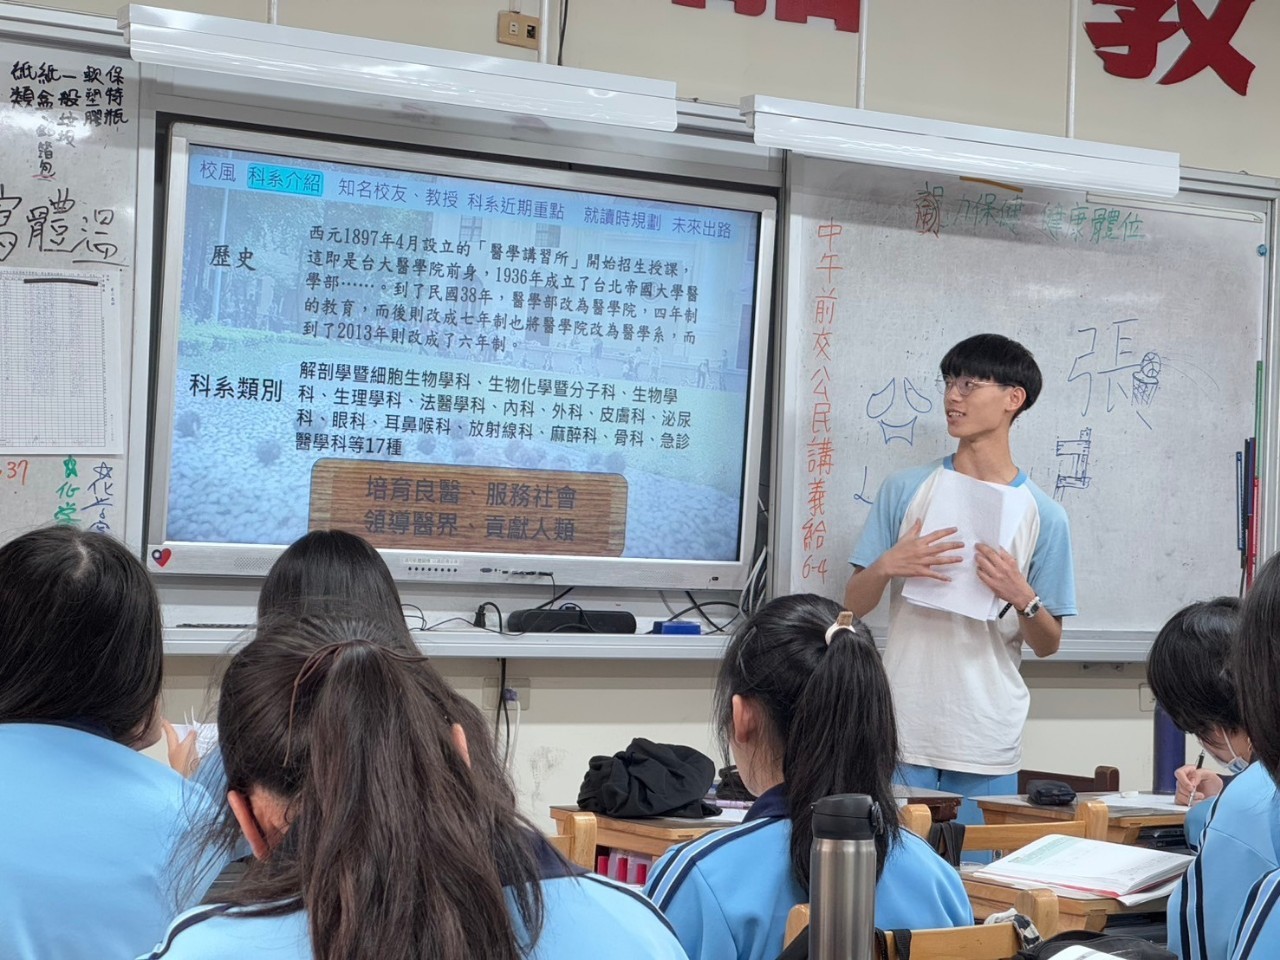 教
保特瓶
軟塑膠
一般垃圾
紙盒
鋁箔包
紙類
寫體溫
37
校風 科系介紹 知名校友、教授 科系近期重點 就讀時規劃 未來出路
歷史
西元1897年4月設立的「醫學講習所」開始招生授課，
這即是台大醫學院前身，1936年成立了台北帝國大學醫
學部……。到了民國38年，醫學部改為醫學院，四年制
的教育，而後則改成七年制也將醫學院改為醫學系，而
到了2013年則改成了六年制。
科系類別
解剖學暨細胞生物學科、生物化學暨分子科、生物學
科、生理學科、法醫學科、內科、外科、皮膚科、泌尿
科、眼科、耳鼻喉科、放射線科、麻醉科、骨科、急診
醫學科等17種
培育良醫、服務社會
領導醫界、貢獻人類
視力保健 健康體位
中午前交公民講義給6-4
張